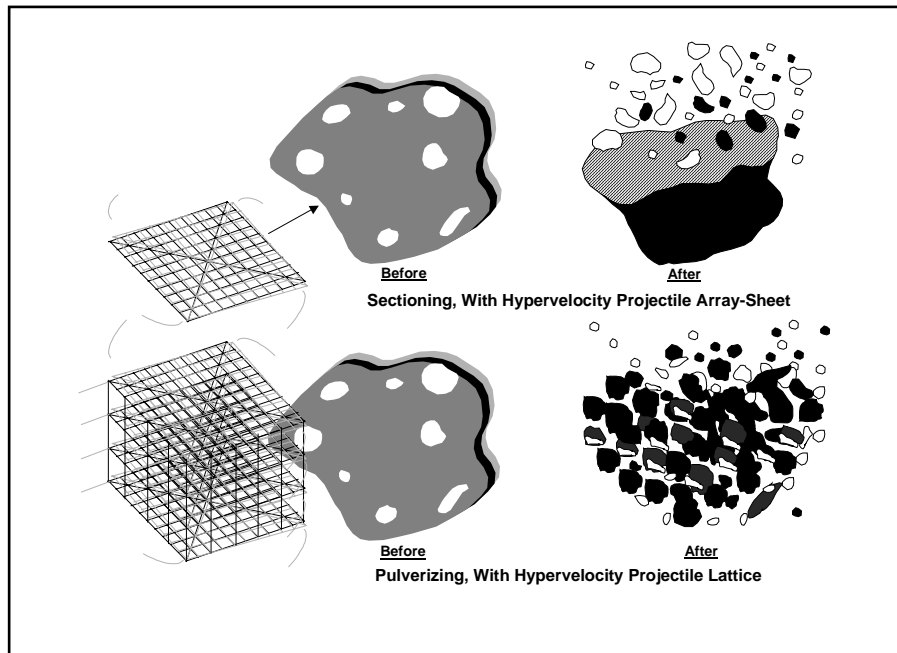 Before
After
Sectioning, With Hypervelocity Projectile Array-Sheet
Before
After
Pulverizing, With Hypervelocity Projectile Lattice